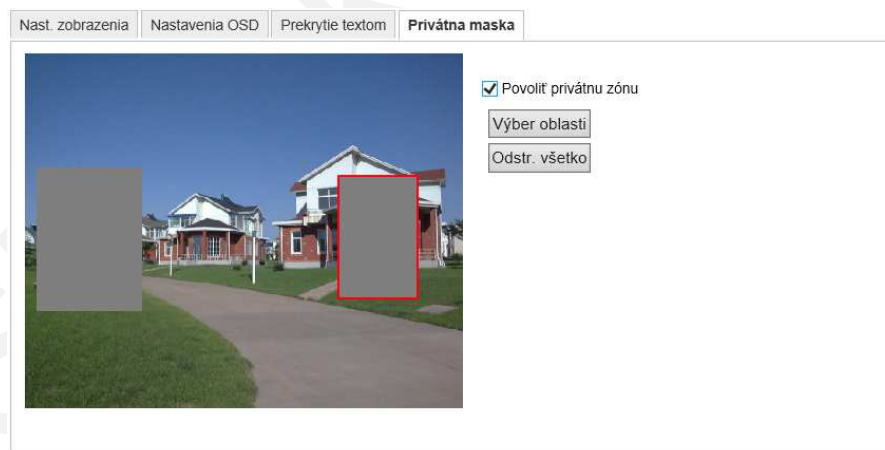 Nast. zobrazenia Nastavenia OSD Prekrytie textom Privátna maska
Povoliť privátnu zónu
Výber oblasti
Odstr. všetko